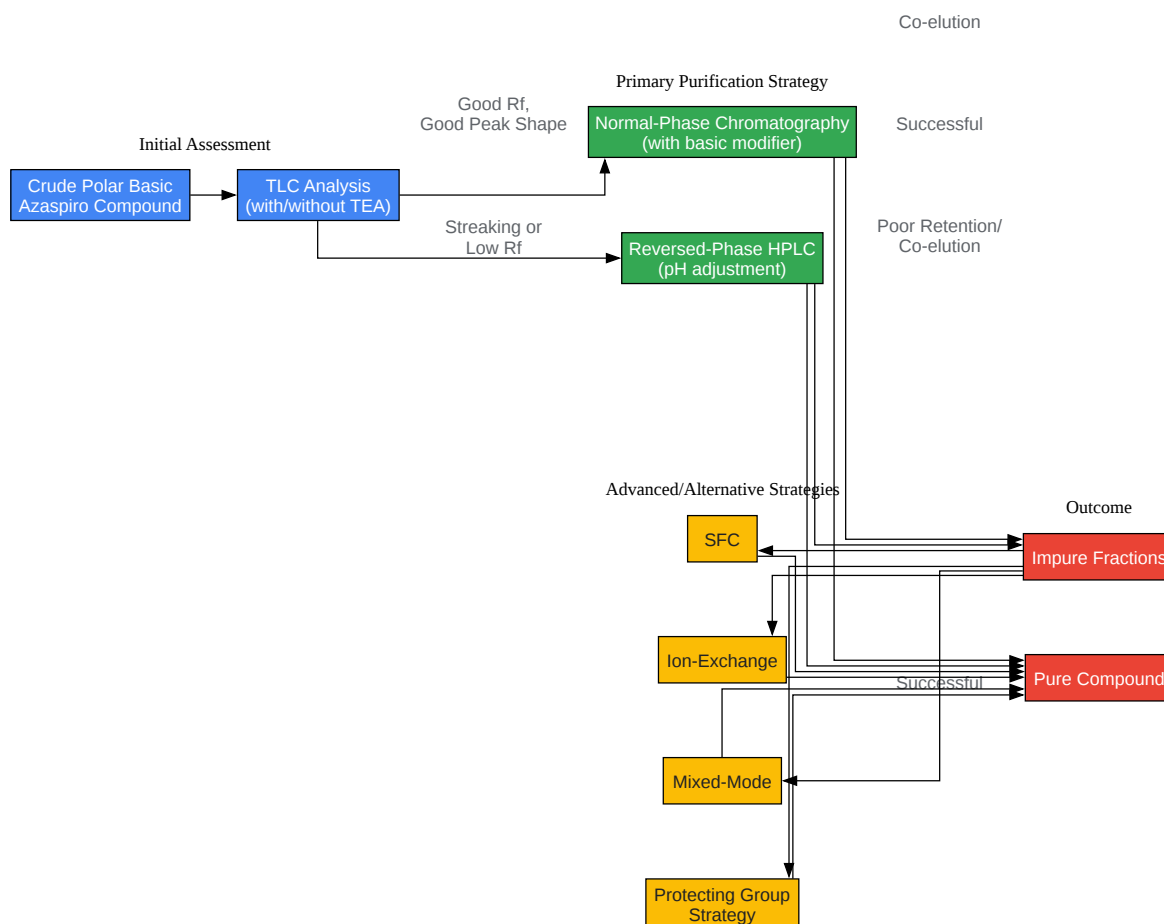 Co-elution
Primary Purification Strategy
Good Rf,
Good Peak Shape
Normal-Phase Chromatography
(with basic modifier)
Successful
Initial Assessment
Crude Polar Basic
Azaspiro Compound
TLC Analysis
(with/without TEA)
Streaking or
Low Rf
Reversed-Phase HPLC
(pH adjustment)
Poor Retention/
Co-elution
Advanced/Alternative Strategies
Outcome
SFC
Impure Fractions
Ion-Exchange
Successful
Pure Compound
Mixed-Mode
Protecting Group
Strategy